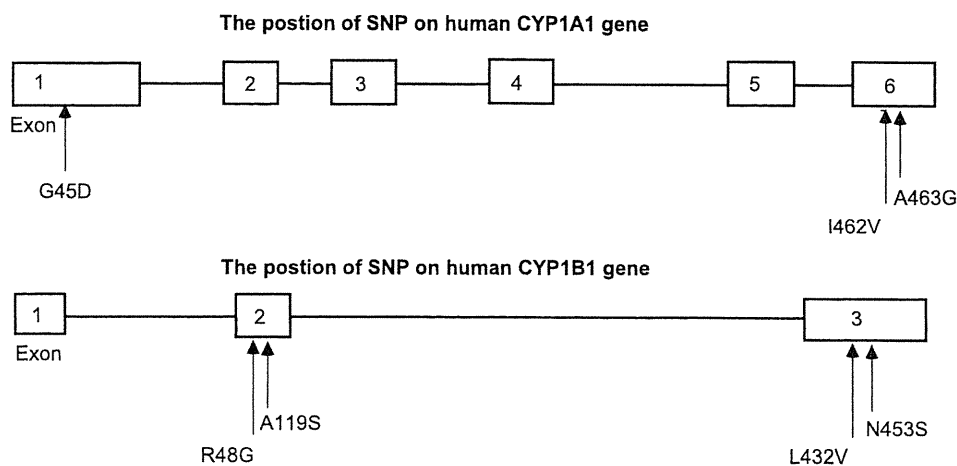 The postion of SNP on human CYP1A1 gene
1 2 3 4 5 6
Exon
G45D
A463G
I462V
The postion of SNP on human CYP1B1 gene
1 2 3
Exon
A119S
N453S
R48G
L432V